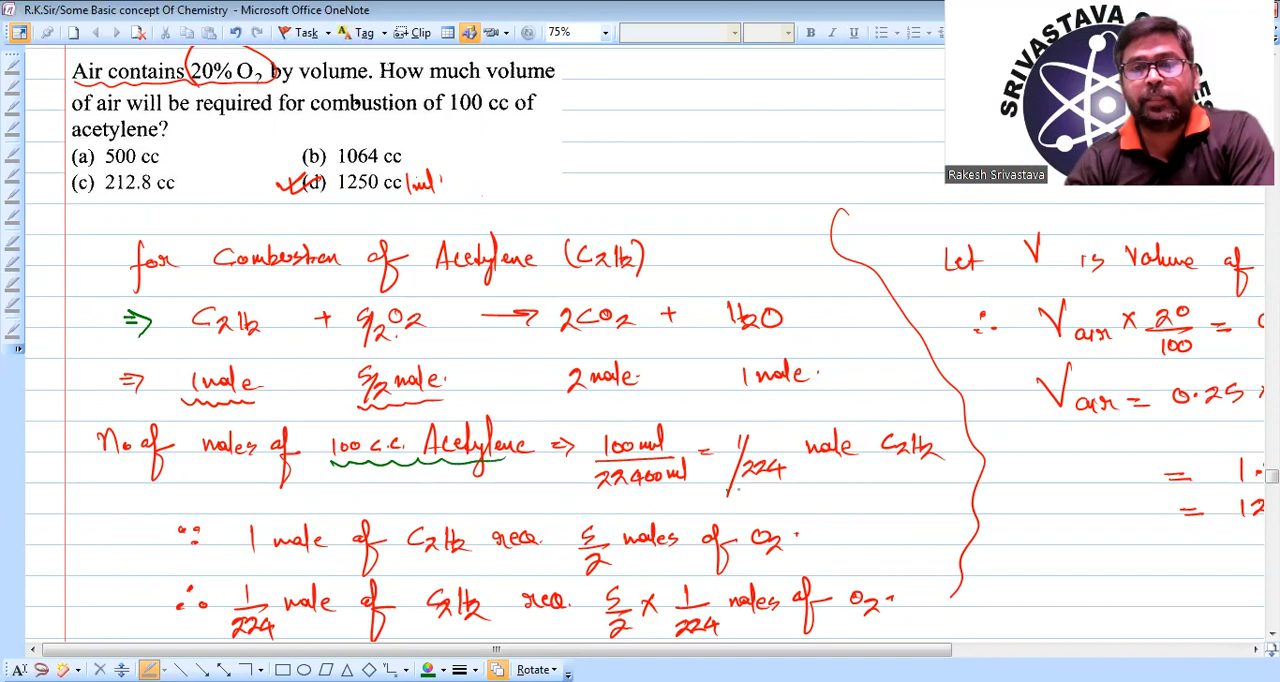 R.K.Sir/Some Basic concept Of Chemistry - Microsoft Office OneNote
Task
Tag
Clip
75%
B I U
Air contains 20% O2 by volume. How much volume
of air will be required for combustion of 100 cc of
acetylene?
(a) 500 cc (b) 1064 cc
(c) 212.8 cc (d) 1250 cc / ml
SRIVASTAVA
Rakesh Srivastava
for Combustion of Acetylene (C2H2)
⇒ C2H2 + 5/2 O2 → 2CO2 + H2O
⇒ 1 mole 5/2 mole 2 mole 1 mole
No of moles of 100 c.c. Acetylene ⇒ 100 ml / 22400 ml = 1/224 mole C2H2
∵ 1 mole of C2H2 req. 5/2 moles of O2.
∴ 1/224 mole of C2H2 req. 5/2 × 1/224 moles of O2.
Let V is Volume of
∴ Vair × 20/100 =
Vair = 0.25
= 1.
= 12
Rotate